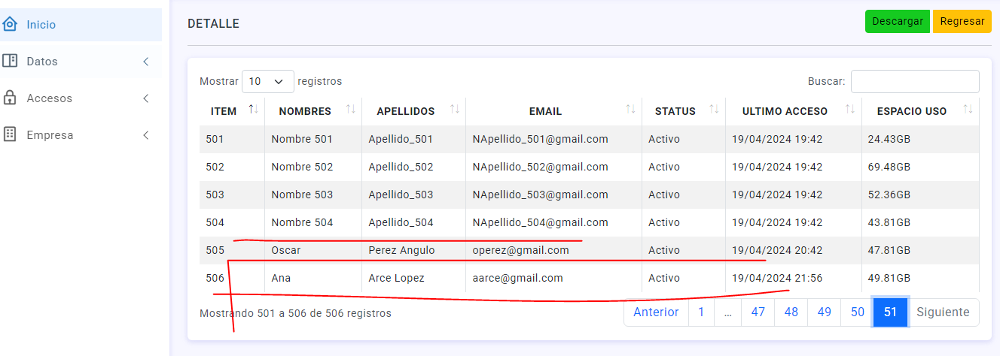 Inicio
Datos
Accesos
Empresa
DETALLE
Descargar Regresar
Mostrar 10 registros Buscar:
ITEM NOMBRES APELLIDOS EMAIL STATUS ULTIMO ACCESO ESPACIO USO
501 Nombre 501 Apellido_501 NApellido_501@gmail.com Activo 19/04/2024 19:42 24.43GB
502 Nombre 502 Apellido_502 NApellido_502@gmail.com Activo 19/04/2024 19:42 69.48GB
503 Nombre 503 Apellido_503 NApellido_503@gmail.com Activo 19/04/2024 19:42 52.36GB
504 Nombre 504 Apellido_504 NApellido_504@gmail.com Activo 19/04/2024 19:42 43.81GB
505 Oscar Perez Angulo operez@gmail.com Activo 19/04/2024 20:42 47.81GB
506 Ana Arce Lopez aarce@gmail.com Activo 19/04/2024 21:56 49.81GB
Mostrando 501 a 506 de 506 registros
Anterior 1 ... 47 48 49 50 51 Siguiente